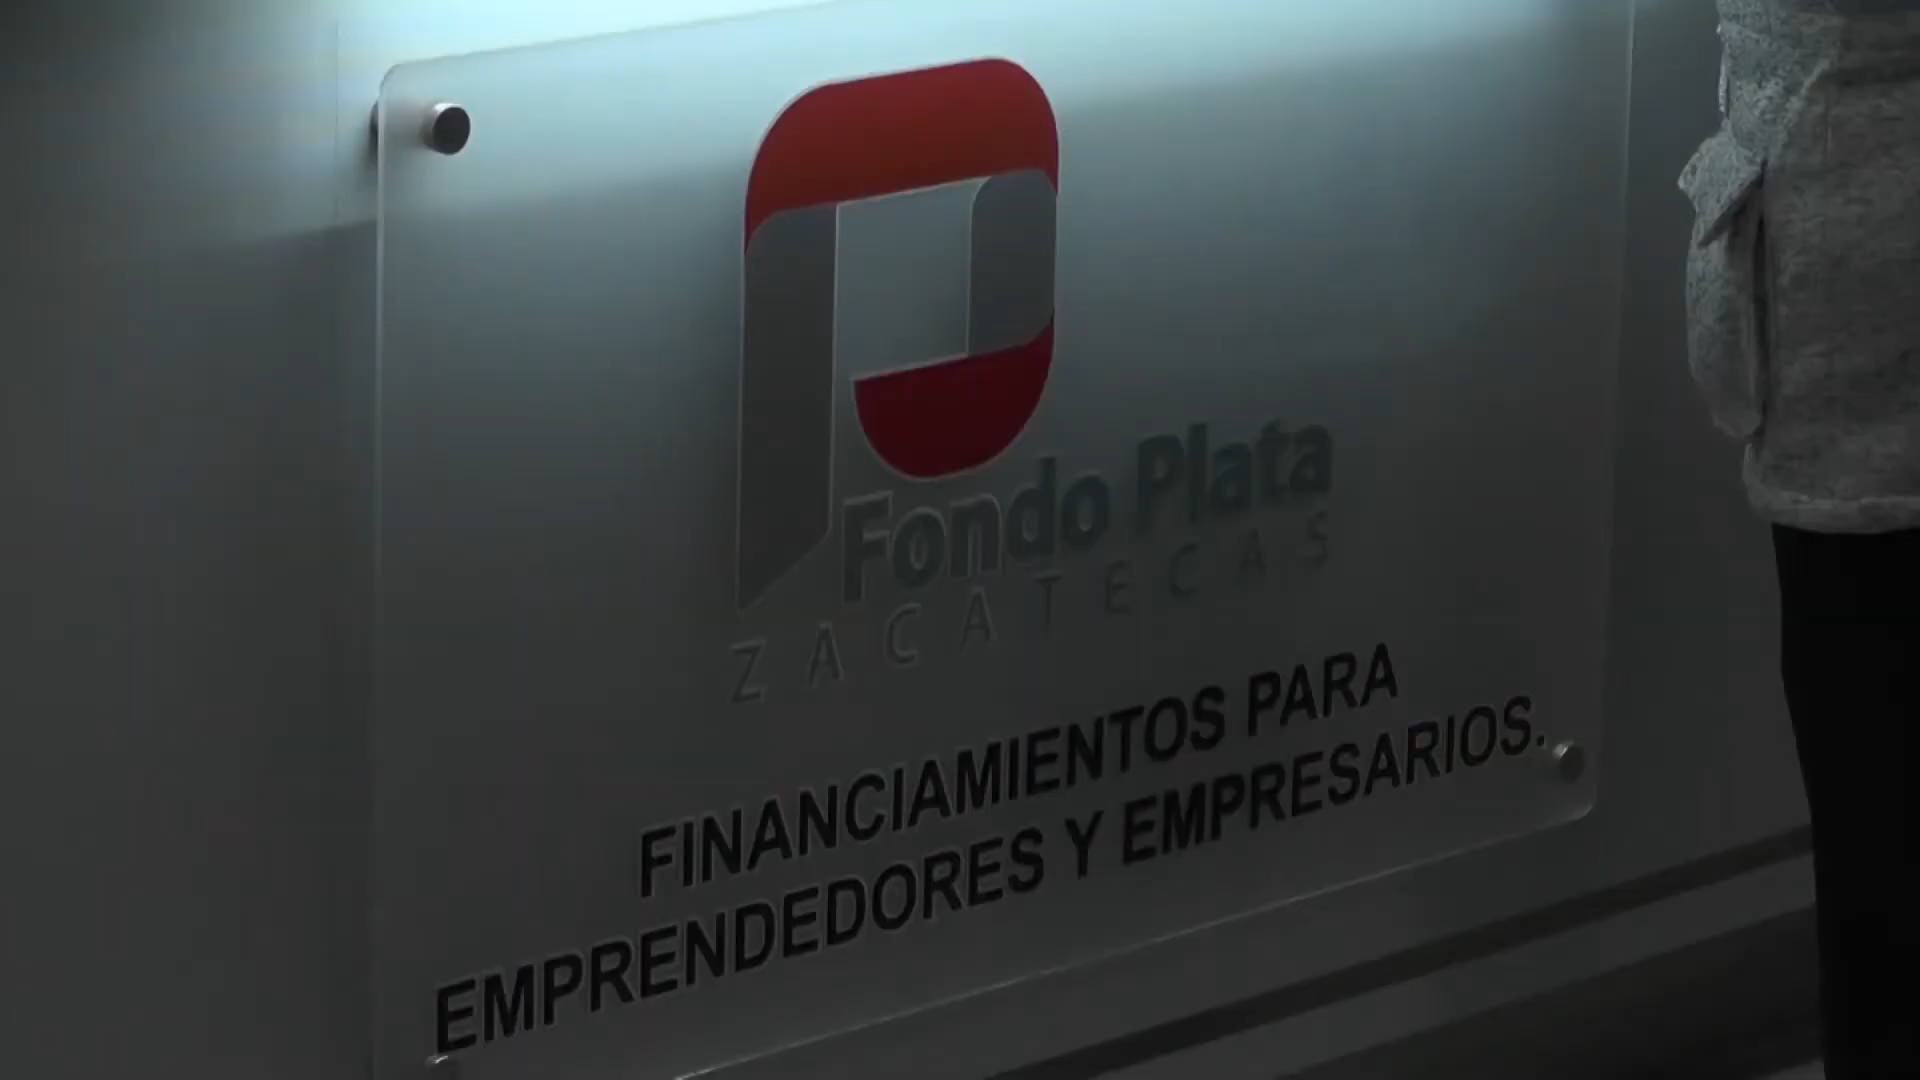 Fondo Plata
ZACATECAS
FINANCIAMIENTOS PARA
EMPRENDEDORES Y EMPRESARIOS.